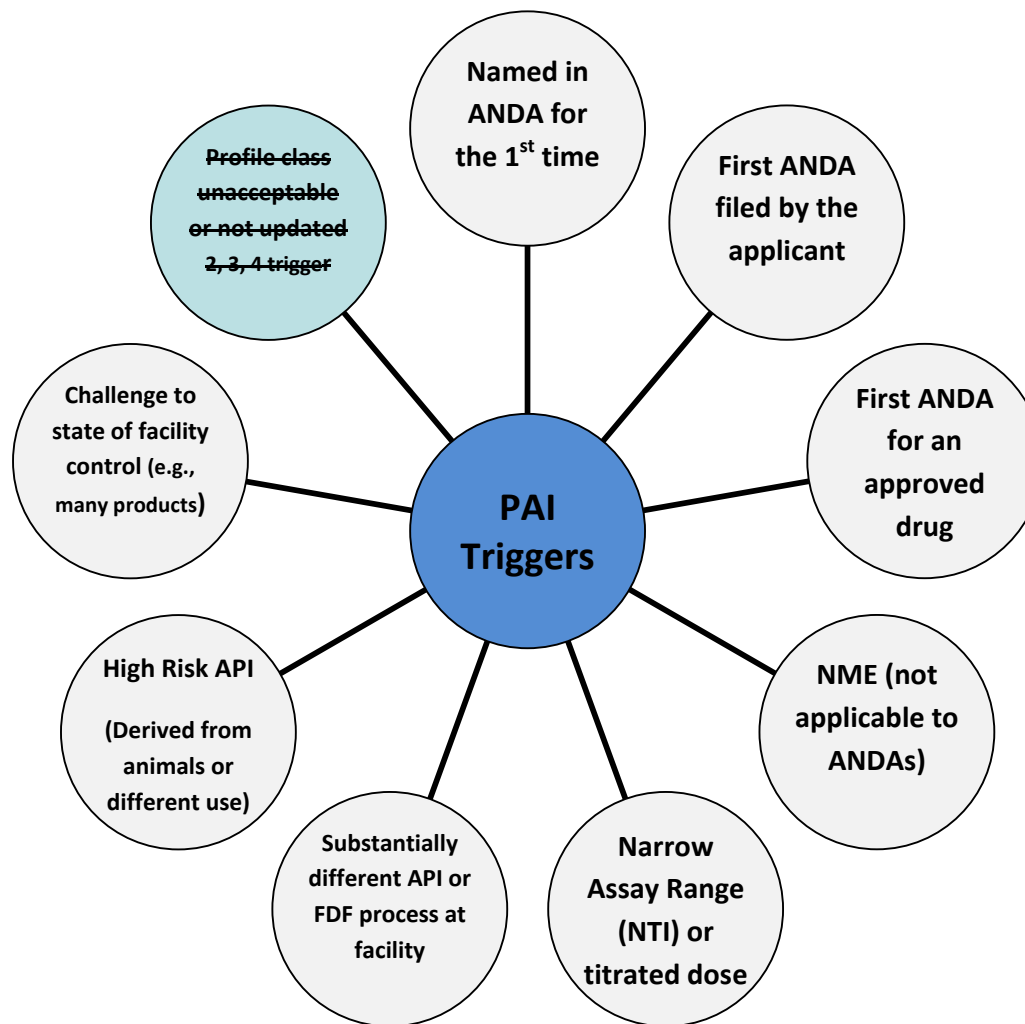 PAI
Triggers
Named in
ANDA for
the 1st time
First ANDA
filed by the
applicant
First ANDA
for an
approved
drug
NME (not
applicable to
ANDAs)
Narrow
Assay Range
(NTI) or
titrated dose
Substantially
different API or
FDF process at
facility
High Risk API
(Derived from
animals or
different use)
Challenge to
state of facility
control (e.g.,
many products)
Profile class
unacceptable
or not updated
2, 3, 4 trigger